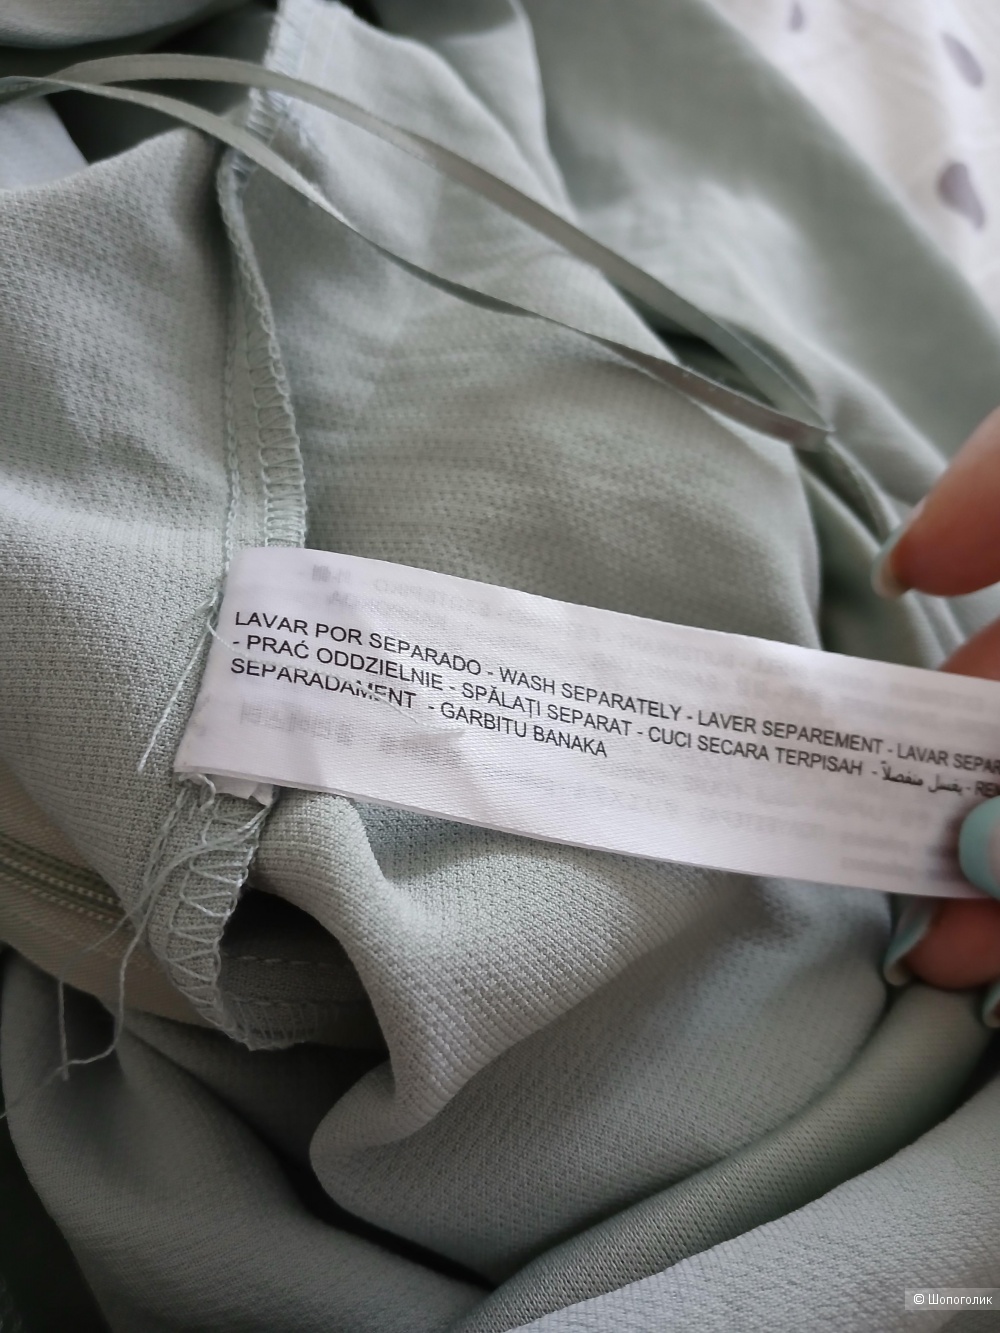 LAVAR POR SEPARADO - WASH SEPARATELY - LAVER SEPAREMENT - LAVAR SEPAR
- PRAĆ ODDZIELNIE - SPĂLAȚI SEPARAT - CUCI SECARA TERPISAH - يغسل منفصلاً - REN
SEPARADAMENT - GARBITU BANAKA
© Шопоголик